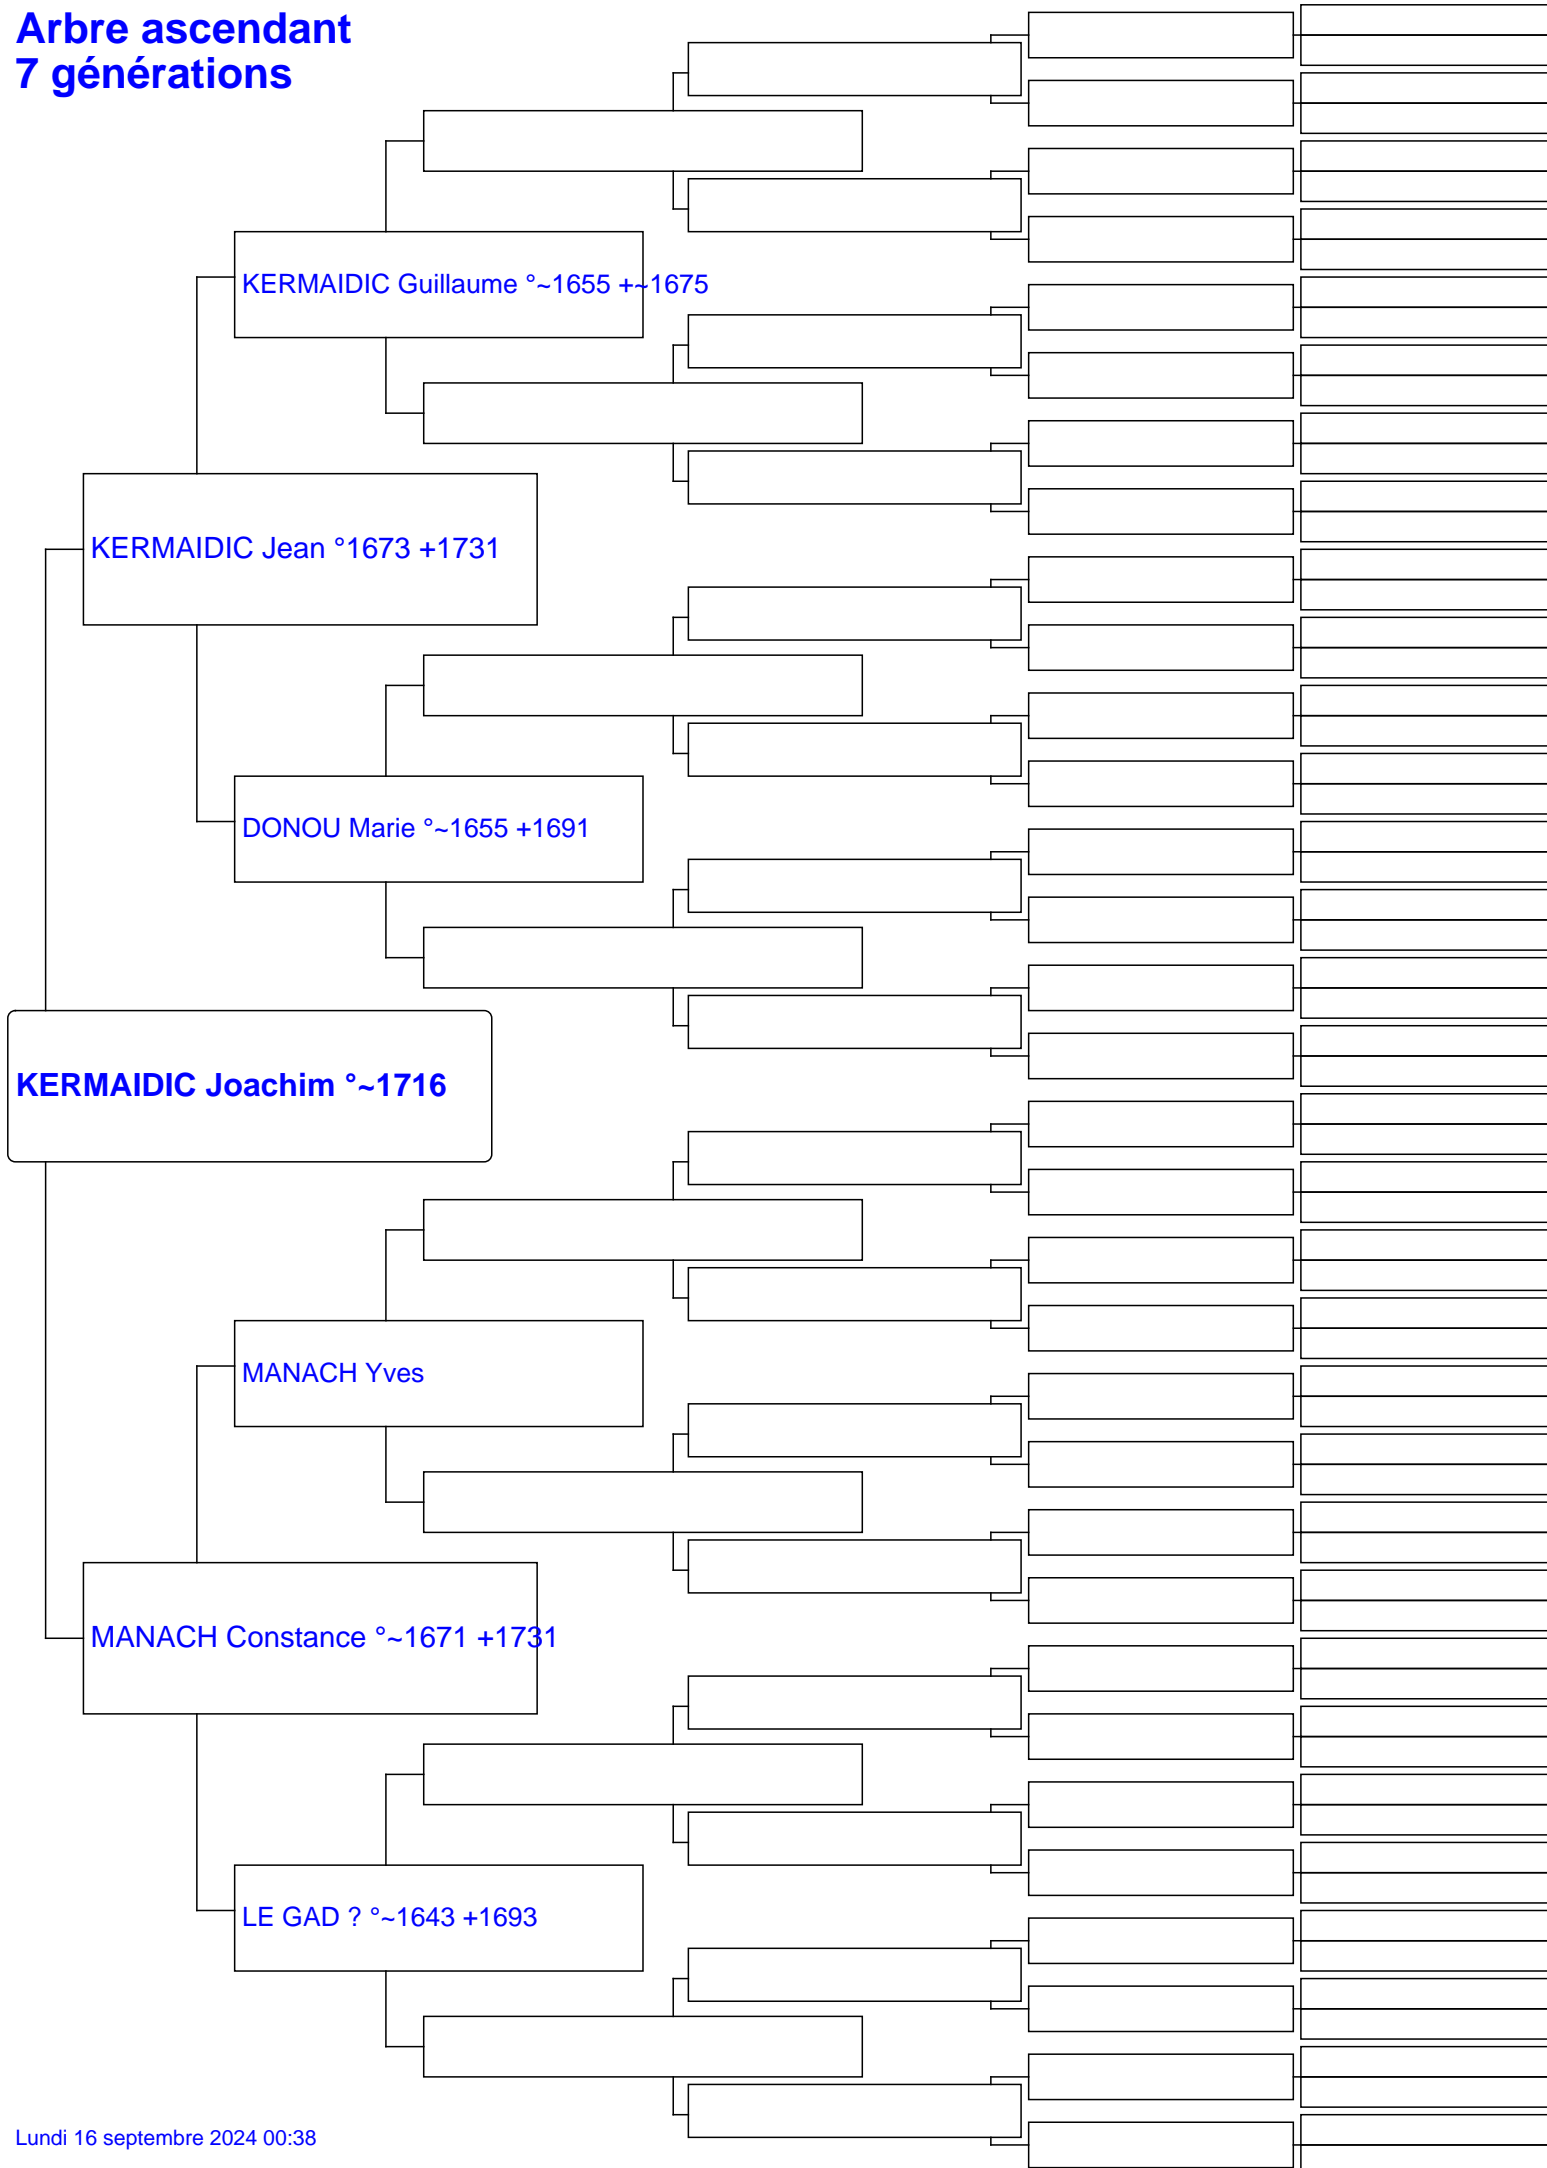 Arbre ascendant
7 générations
KERMAIDIC Guillaume °~1655 +~1675
KERMAIDIC Jean °1673 +1731
DONOU Marie °~1655 +1691
KERMAIDIC Joachim °~1716
MANACH Yves
MANACH Constance °~1671 +1731
LE GAD ? °~1643 +1693
Lundi 16 septembre 2024 00:38